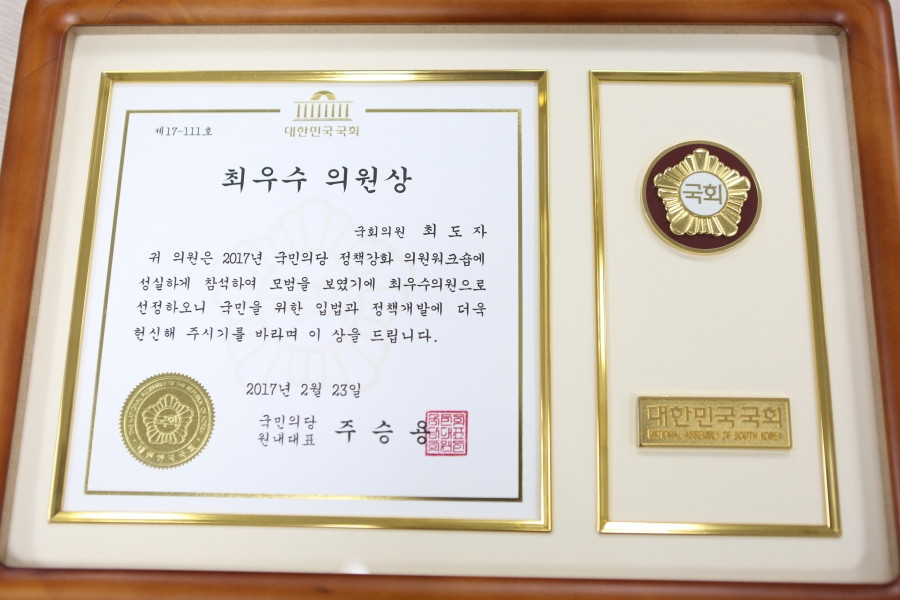 대한민국국회
제17-111호
최우수 의원상
국회의원 최도자
귀 의원은 2017년 국민의당 정책강화 의원워크숍에
성실하게 참석하여 모범을 보였기에 최우수의원으로
선정하오니 국민을 위한 입법과 정책개발에 더욱
헌신해 주시기를 바라며 이 상을 드립니다.
2017년 2월 23일
국민의당
원내대표 주승용
대한민국국회
국회
대한민국국회
NATIONAL ASSEMBLY OF SOUTH KOREA